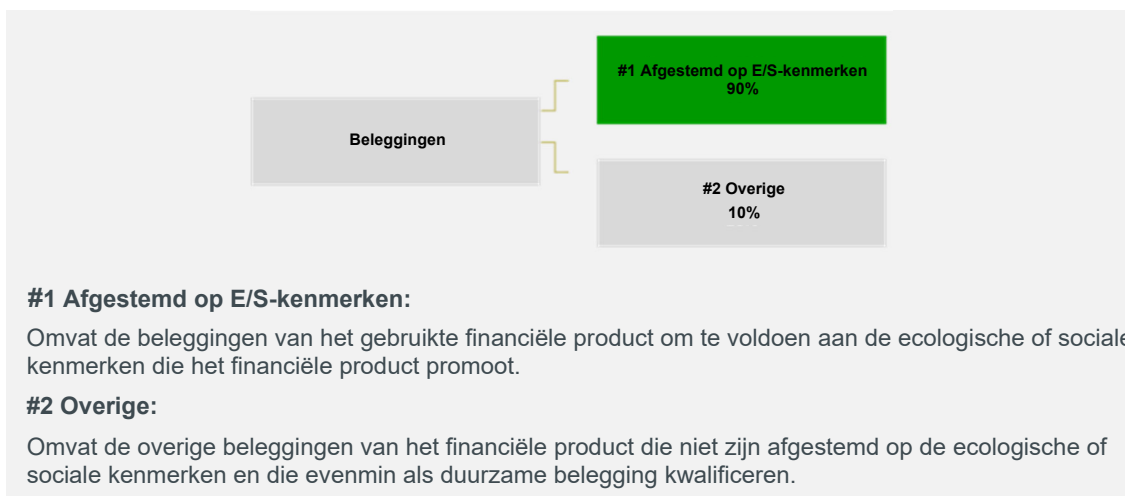 #1 Afgestemd op E/S-kenmerken
90%
Beleggingen
#2 Overige
10%
#1 Afgestemd op E/S-kenmerken:
Omvat de beleggingen van het gebruikte financiële product om te voldoen aan de ecologische of sociale
kenmerken die het financiële product promoot.
#2 Overige:
Omvat de overige beleggingen van het financiële product die niet zijn afgestemd op de ecologische of
sociale kenmerken en die evenmin als duurzame belegging kwalificeren.